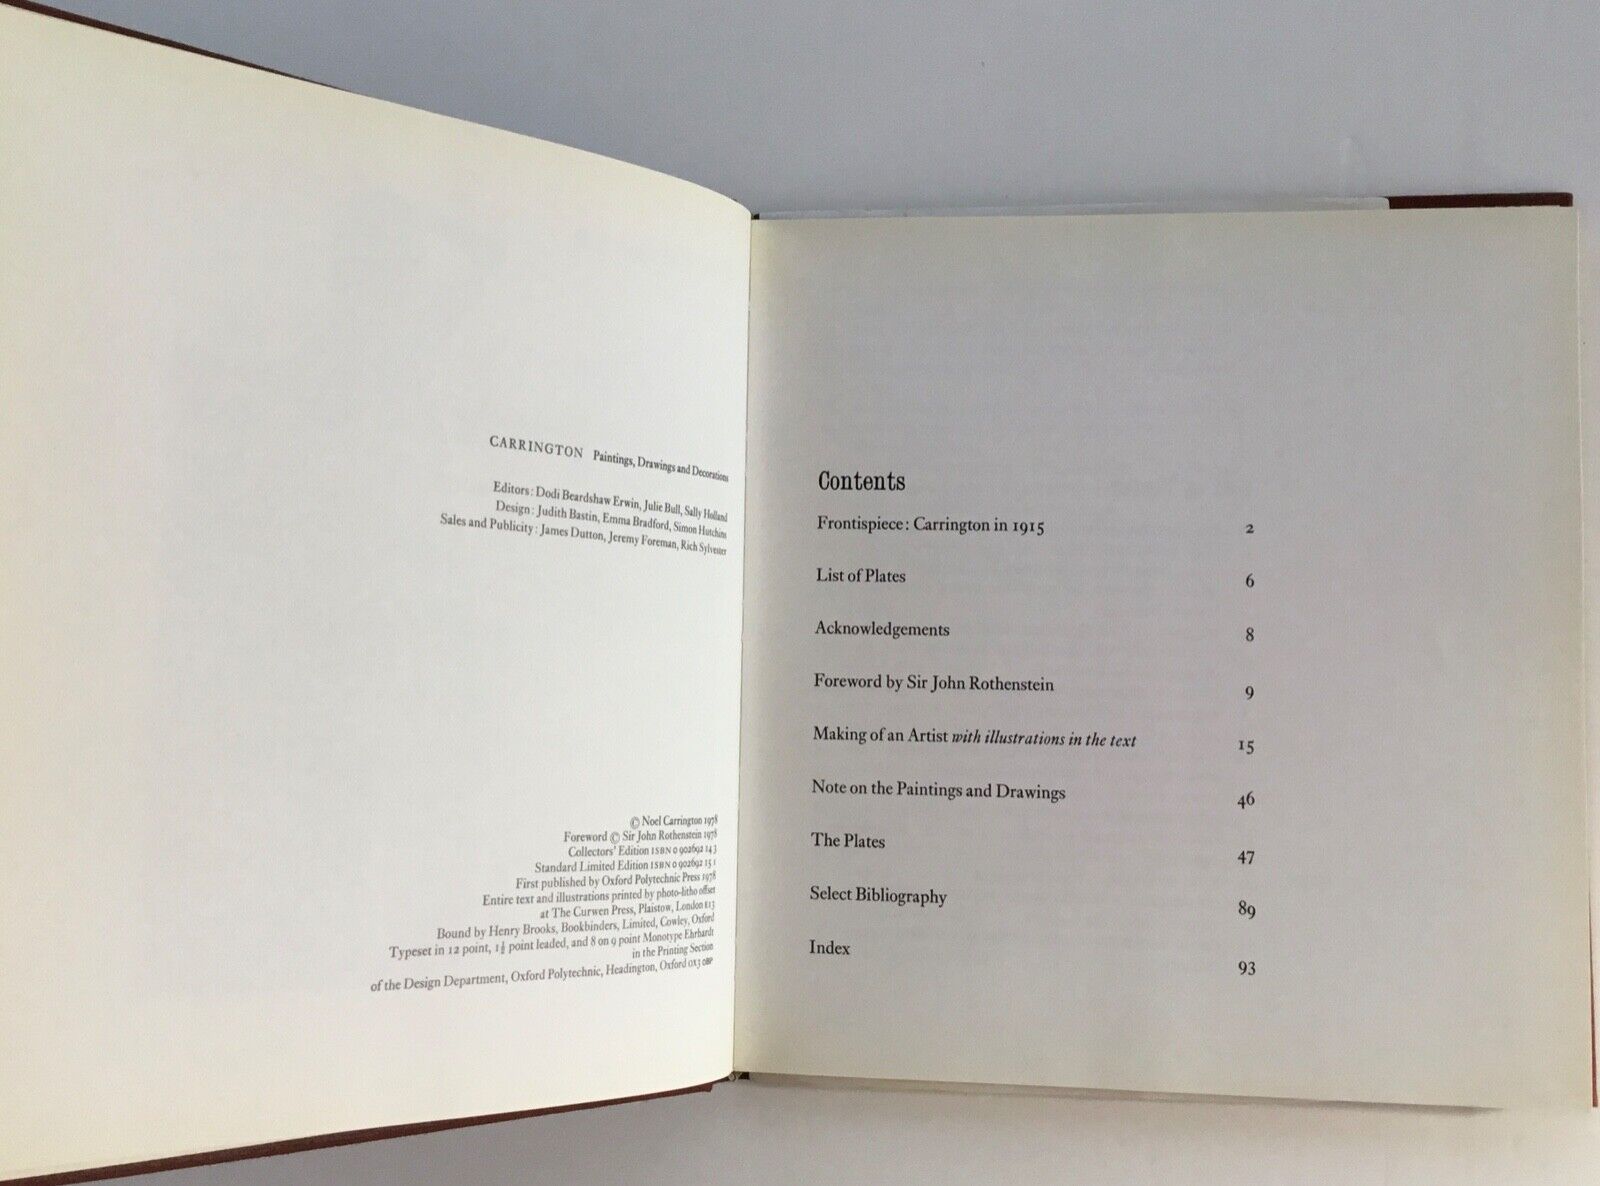 CARRINGTON Paintings, Drawings and Decorations
Editors: Dodi Beardshaw Erwin, Julie Bull, Sally Holland
Design: Judith Bastin, Emma Bradford, Simon Hutchins
Sales and Publicity: James Dutton, Jeremy Foreman, Rich Sylvester
© Noel Carrington 1978
Foreword © Sir John Rothenstein 1978
Collectors' Edition ISBN 0 902692 14 3
Standard Limited Edition ISBN 0 902692 15 1
First published by Oxford Polytechnic Press 1978
Entire text and illustrations printed by photo-litho offset
at The Curwen Press, Plaistow, London E13
Bound by Henry Brooks, Bookbinders, Limited, Cowley, Oxford
Typeset in 12 point, 1½ point leaded, and 8 on 9 point Monotype Ehrhardt
in the Printing Section
of the Design Department, Oxford Polytechnic, Headington, Oxford OX3 0BP
Contents
Frontispiece: Carrington in 1915 2
List of Plates 6
Acknowledgements 8
Foreword by Sir John Rothenstein 9
Making of an Artist with illustrations in the text 15
Note on the Paintings and Drawings 46
The Plates 47
Select Bibliography 89
Index 93